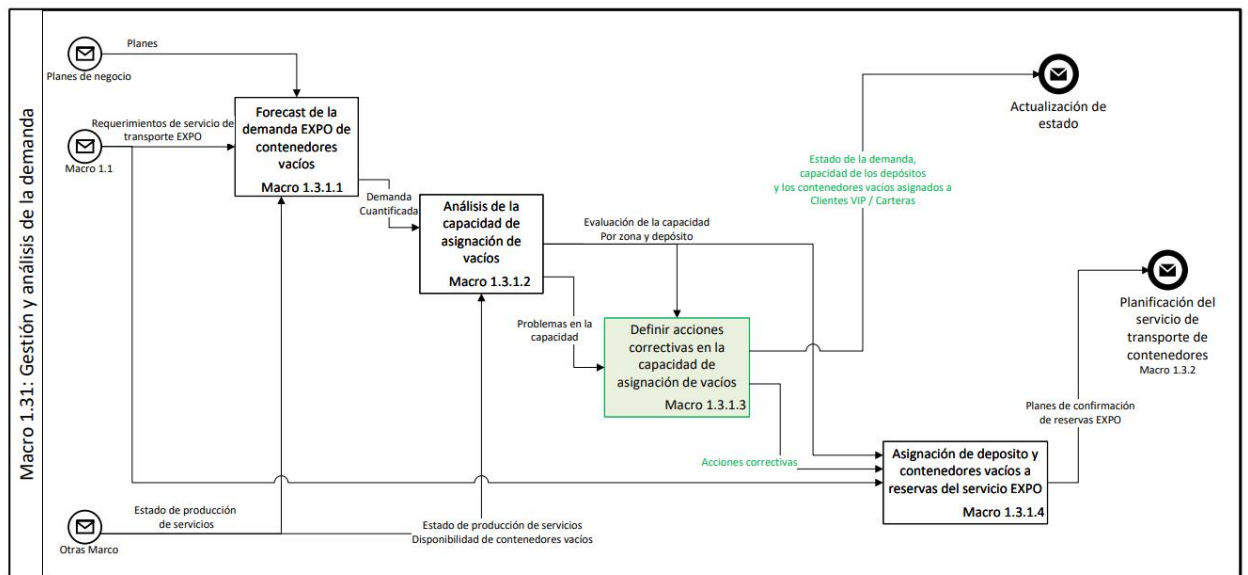 Macro 1.31: Gestión y análisis de la demanda
Planes
Planes de negocio
Requerimientos de servicio de
transporte EXPO
Macro 1.1
Forecast de la
demanda EXPO de
contenedores
vacíos
Macro 1.3.1.1
Demanda
Cuantificada
Análisis de la
capacidad de
asignación de
vacíos
Macro 1.3.1.2
Evaluación de la capacidad
Por zona y depósito
Problemas en la
capacidad
Definir acciones
correctivas en la
capacidad de
asignación de vacíos
Macro 1.3.1.3
Estado de la demanda,
capacidad de los depósitos
y los contenedores vacíos asignados a
Clientes VIP / Carteras
Actualización de
estado
Planificación del
servicio de
transporte de
contenedores
Macro 1.3.2
Planes de confirmación
de reservas EXPO
Acciones correctivas
Asignación de deposito y
contenedores vacíos a
reservas del servicio EXPO
Macro 1.3.1.4
Estado de producción
de servicios
Otras Marco
Estado de producción de servicios
Disponibilidad de contenedores vacíos